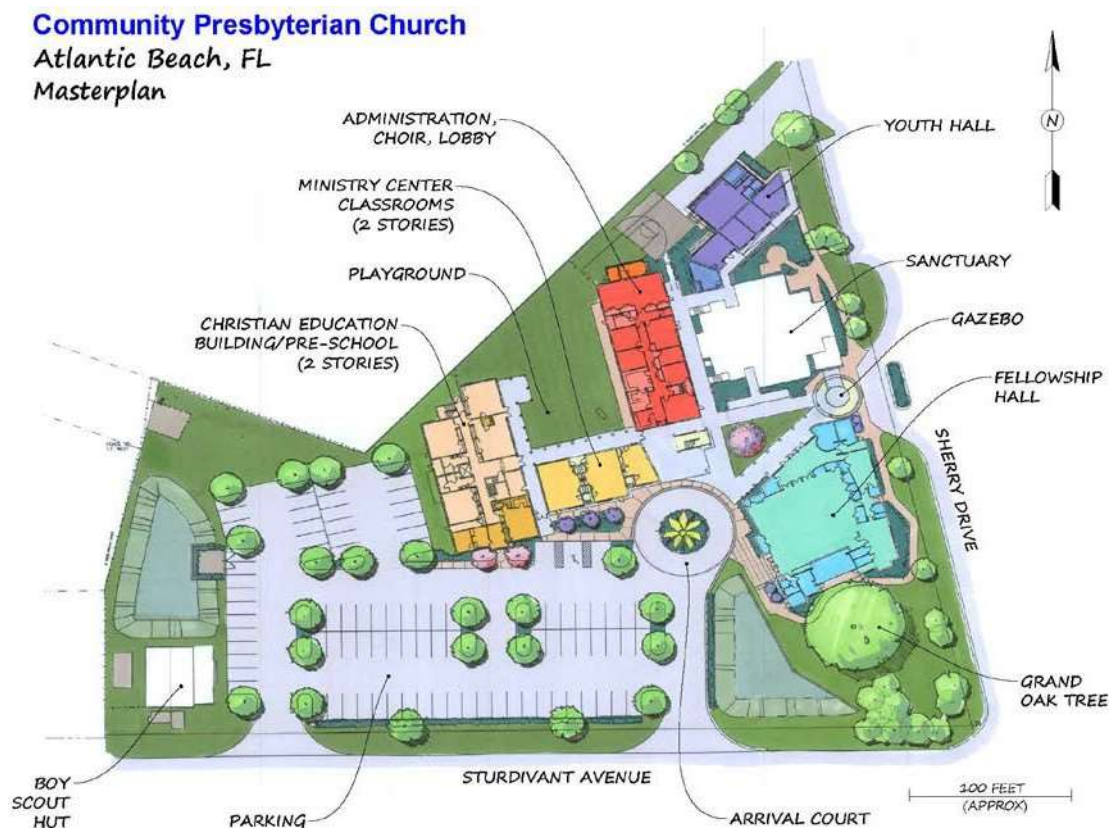 Community Presbyterian Church
Atlantic Beach, FL
Masterplan
ADMINISTRATION,
CHOIR, LOBBY
MINISTRY CENTER
CLASSROOMS
(2 STORIES)
PLAYGROUND
CHRISTIAN EDUCATION
BUILDING/PRE-SCHOOL
(2 STORIES)
N
YOUTH HALL
SANCTUARY
GAZEBO
FELLOWSHIP
HALL
SHERRY DRIVE
GRAND
OAK TREE
100 FEET
(APPROX)
STURDIVANT AVENUE
BOY
SCOUT
HUT
PARKING
ARRIVAL COURT